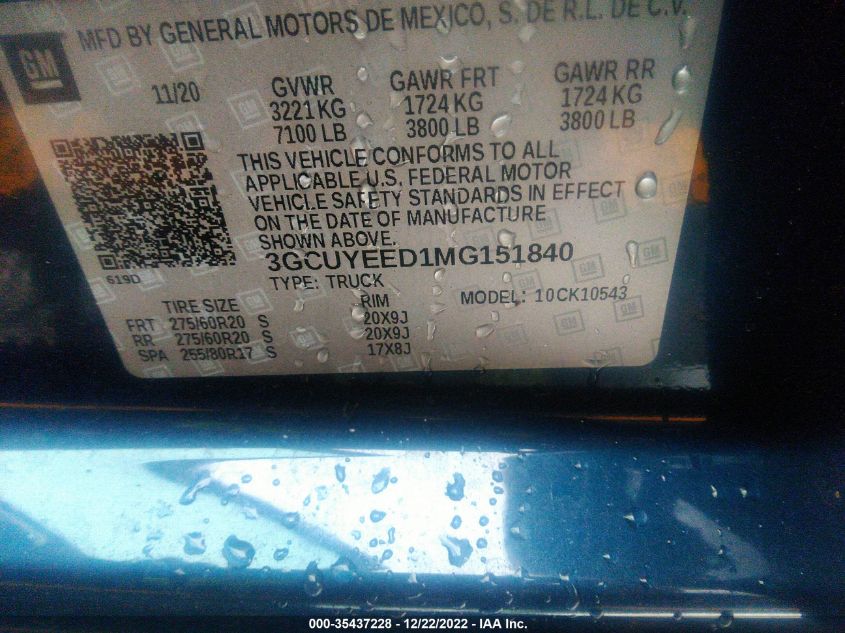 MFD BY GENERAL MOTORS DE MEXICO, S. DE R.L. DE C.V.
GM
11/20
GVWR
3221 KG
7100 LB
GAWR FRT
1724 KG
3800 LB
GAWR RR
1724 KG
3800 LB
THIS VEHICLE CONFORMS TO ALL
APPLICABLE U.S. FEDERAL MOTOR
VEHICLE SAFETY STANDARDS IN EFFECT
ON THE DATE OF MANUFACTURE
SHOWN ABOVE.
619D
3GCUYEED1MG151840
TYPE: TRUCK
MODEL: 10CK10543
TIRE SIZE RIM
FRT 275/60R20 S 20X9J
RR 275/60R20 S 20X9J
SPA 255/80R17 S 17X8J
000-35437228 - 12/22/2022 - IAA Inc.